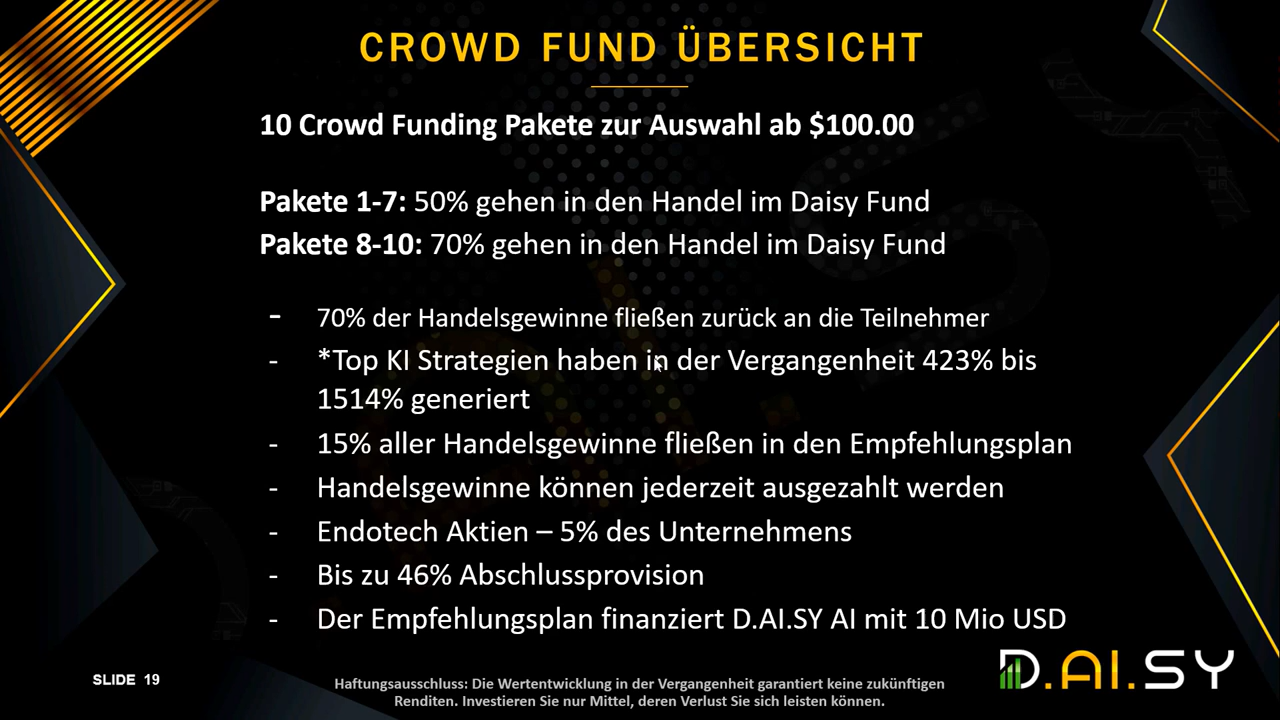 CROWD FUND ÜBERSICHT
10 Crowd Funding Pakete zur Auswahl ab $100.00
Pakete 1-7: 50% gehen in den Handel im Daisy Fund
Pakete 8-10: 70% gehen in den Handel im Daisy Fund
- 70% der Handelsgewinne fließen zurück an die Teilnehmer
- *Top KI Strategien haben in der Vergangenheit 423% bis
1514% generiert
- 15% aller Handelsgewinne fließen in den Empfehlungsplan
- Handelsgewinne können jederzeit ausgezahlt werden
- Endotech Aktien – 5% des Unternehmens
- Bis zu 46% Abschlussprovision
- Der Empfehlungsplan finanziert D.AI.SY AI mit 10 Mio USD
SLIDE 19
Haftungsausschluss: Die Wertentwicklung in der Vergangenheit garantiert keine zukünftigen
Renditen. Investieren Sie nur Mittel, deren Verlust Sie sich leisten können.
D.AI.SY